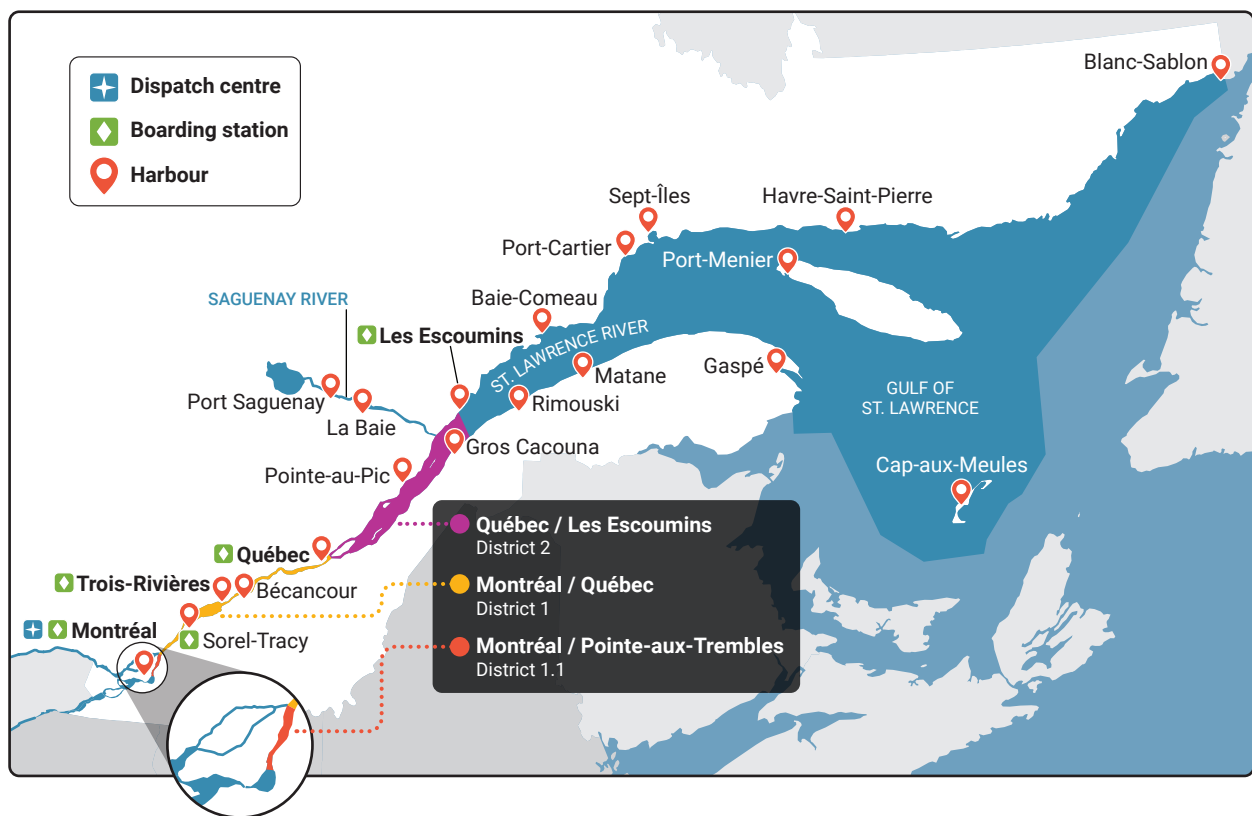 Dispatch centre
Boarding station
Harbour
Blanc-Sablon
Sept-Îles
Havre-Saint-Pierre
Port-Cartier
Port-Menier
Baie-Comeau
SAGUENAY RIVER
Les Escoumins
ST. LAWRENCE RIVER
Matane
Gaspé
Port Saguenay
Rimouski
GULF OF
ST. LAWRENCE
La Baie
Gros Cacouna
Pointe-au-Pic
Cap-aux-Meules
Québec / Les Escoumins
District 2
Québec
Trois-Rivières
Bécancour
Montréal / Québec
District 1
Montréal
Sorel-Tracy
Montréal / Pointe-aux-Trembles
District 1.1